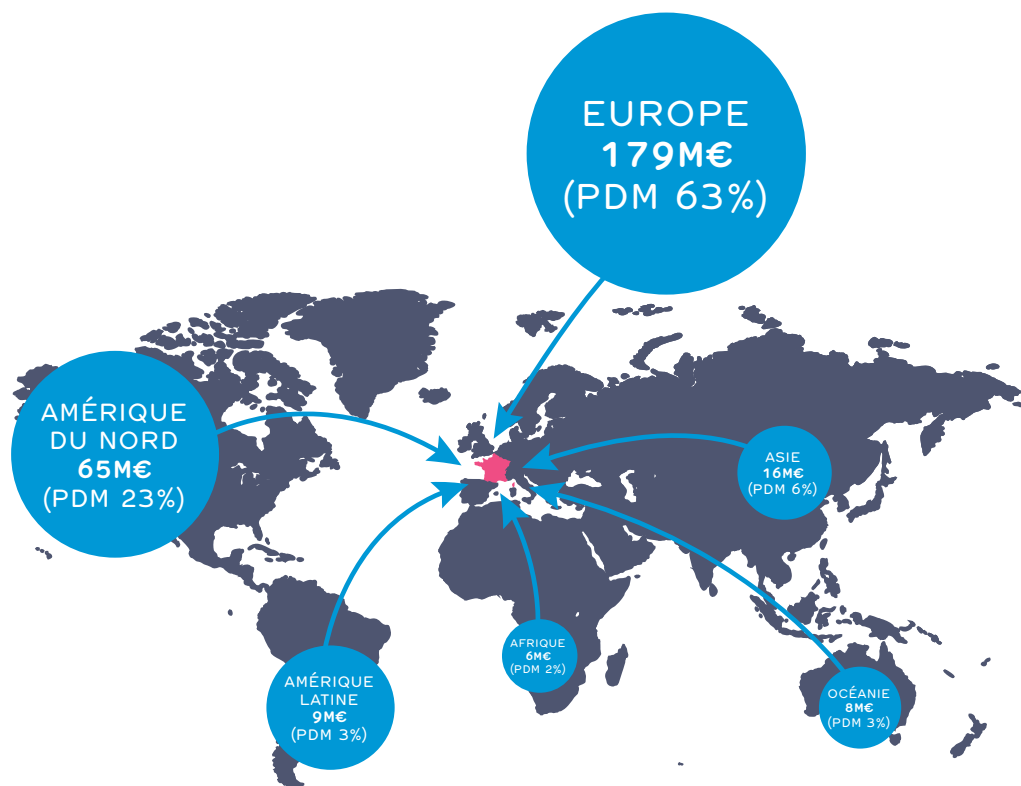 EUROPE
179M€
(PDM 63%)
AMÉRIQUE
DU NORD
65M€
(PDM 23%)
ASIE
16M€
(PDM 6%)
AFRIQUE
6M€
(PDM 2%)
AMÉRIQUE
LATINE
9M€
(PDM 3%)
OCÉANIE
8M€
(PDM 3%)